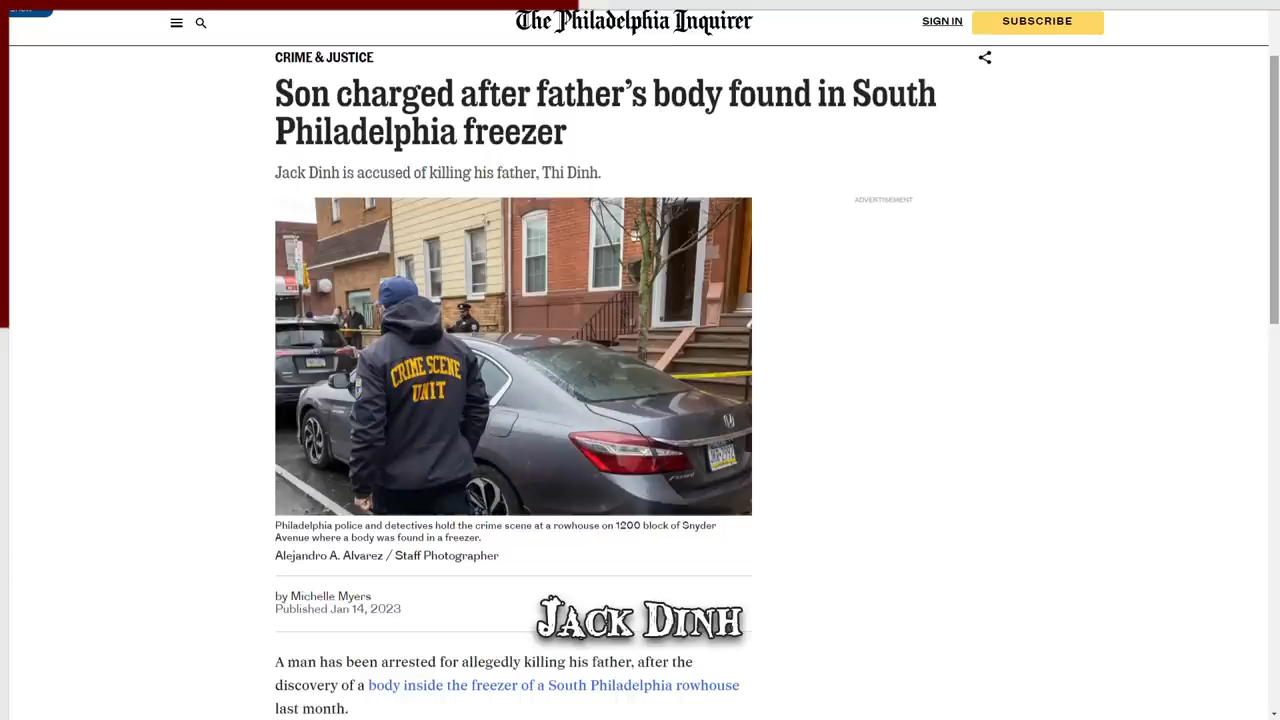 The Philadelphia Inquirer
SIGN IN
SUBSCRIBE
CRIME & JUSTICE
Son charged after father's body found in South
Philadelphia freezer
Jack Dinh is accused of killing his father, Thi Dinh.
ADVERTISEMENT
CRIME SCENE
UNIT
Philadelphia police and detectives hold the crime scene at a rowhouse on 1200 block of Snyder
Avenue where a body was found in a freezer.
Alejandro A. Alvarez / Staff Photographer
by Michelle Myers
Published Jan 14, 2023
JACK DINH
A man has been arrested for allegedly killing his father, after the
discovery of a body inside the freezer of a South Philadelphia rowhouse
last month.